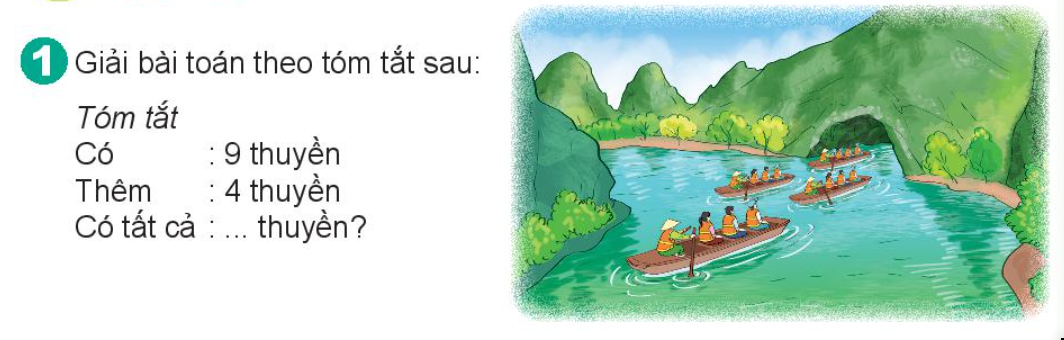 1 Giải bài toán theo tóm tắt sau:
Tóm tắt
Có : 9 thuyền
Thêm : 4 thuyền
Có tất cả : ... thuyền?